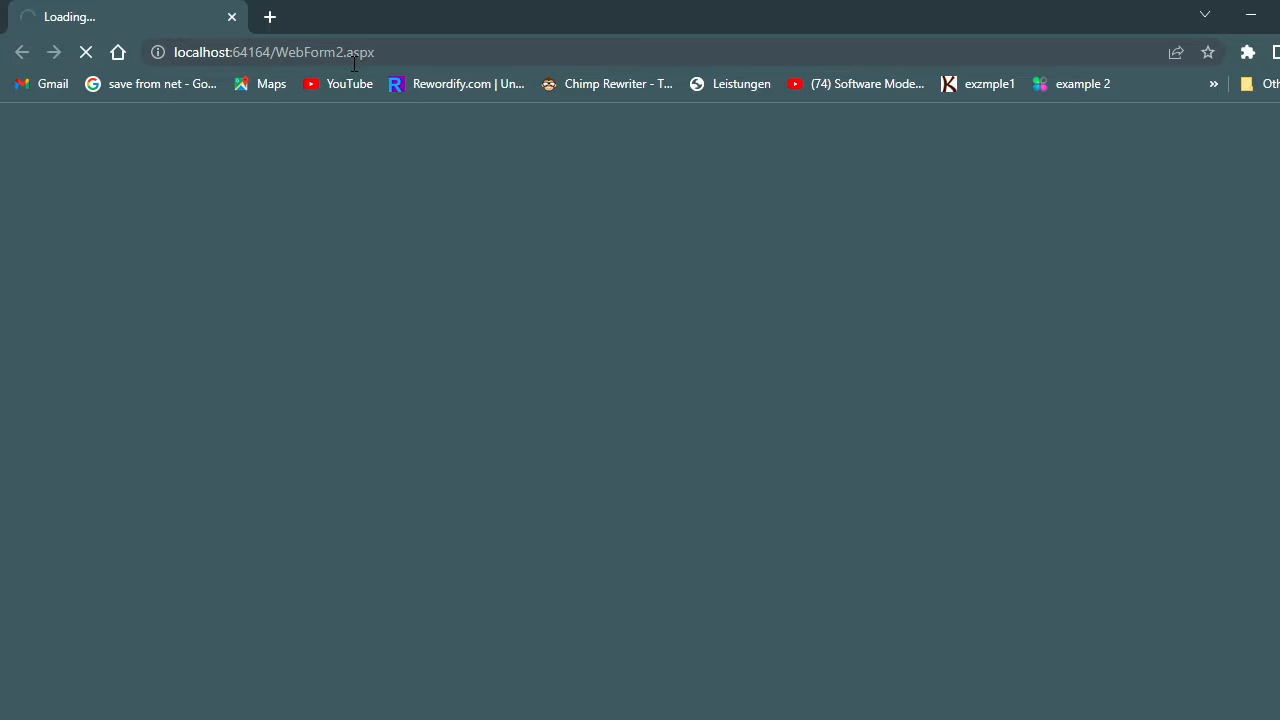 Loading...
localhost:64164/WebForm2.aspx
Gmail save from net - Go... Maps YouTube Rewordify.com | Un... Chimp Rewriter - T... Leistungen (74) Software Mode... exzmple1 example 2 » Oth